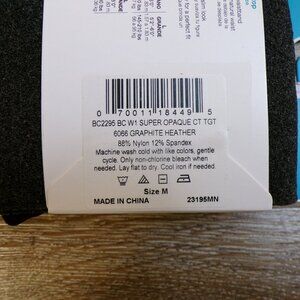 GRANDE
L
0 70011 18449 5
BC2295 BC W1 SUPER OPAQUE CT TGT
6066 GRAPHITE HEATHER
88% Nylon 12% Spandex
Machine wash cold with like colors, gentle
cycle. Only non-chlorine bleach when
needed. Lay flat to dry. Cool iron if needed.
Size M
MADE IN CHINA
23195MN